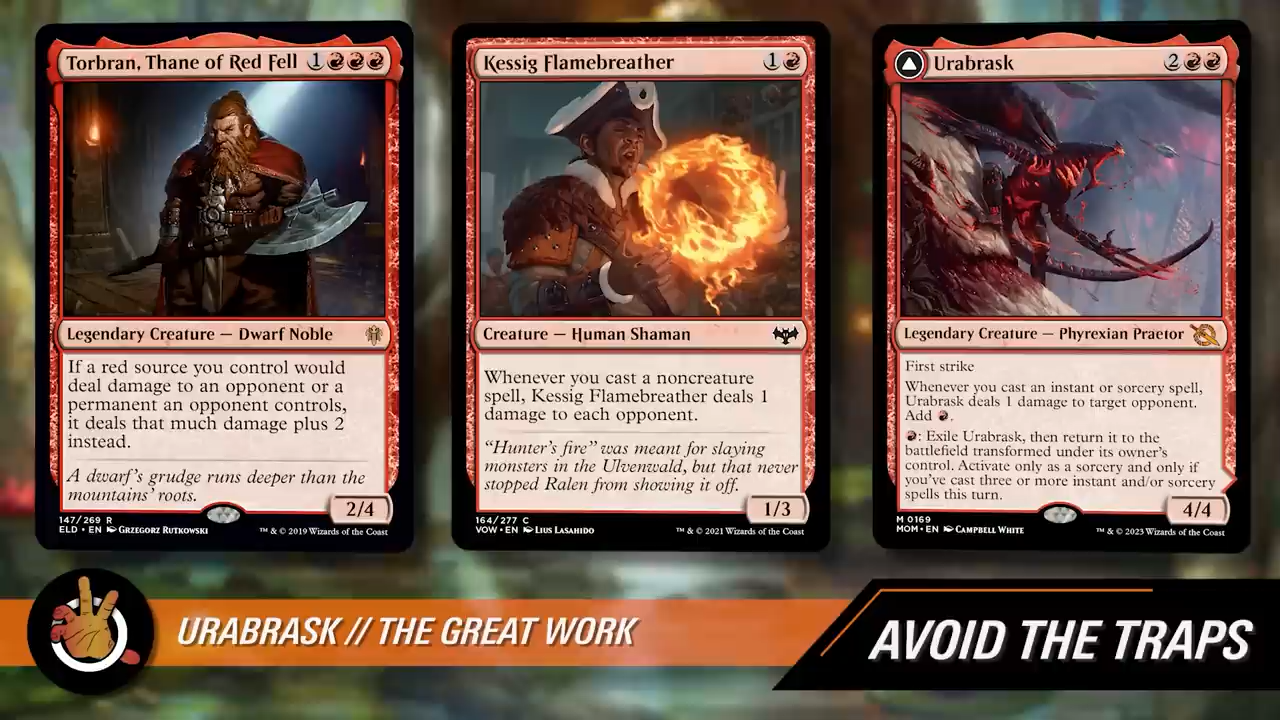 Torbran, Thane of Red Fell 1
Legendary Creature — Dwarf Noble
If a red source you control would
deal damage to an opponent or a
permanent an opponent controls,
it deals that much damage plus 2
instead.
A dwarf's grudge runs deeper than the
mountains' roots.
2/4
147/269 R
ELD • EN GRZEGORZ RUTKOWSKI
™ & © 2019 Wizards of the Coast
Kessig Flamebreather 1
Creature — Human Shaman
Whenever you cast a noncreature
spell, Kessig Flamebreather deals 1
damage to each opponent.
"Hunter's fire" was meant for slaying
monsters in the Ulvenwald, but that never
stopped Ralen from showing it off.
1/3
164/277 C
VOW • EN LIUS LASAHIDO
™ & © 2021 Wizards of the Coast
Urabrask 2
Legendary Creature — Phyrexian Praetor
First strike
Whenever you cast an instant or sorcery spell,
Urabrask deals 1 damage to target opponent.
Add .
: Exile Urabrask, then return it to the
battlefield transformed under its owner's
control. Activate only as a sorcery and only if
you've cast three or more instant and/or sorcery
spells this turn.
4/4
M 0169
MOM • EN CAMPBELL WHITE
™ & © 2023 Wizards of the Coast
URABRASK // THE GREAT WORK
AVOID THE TRAPS